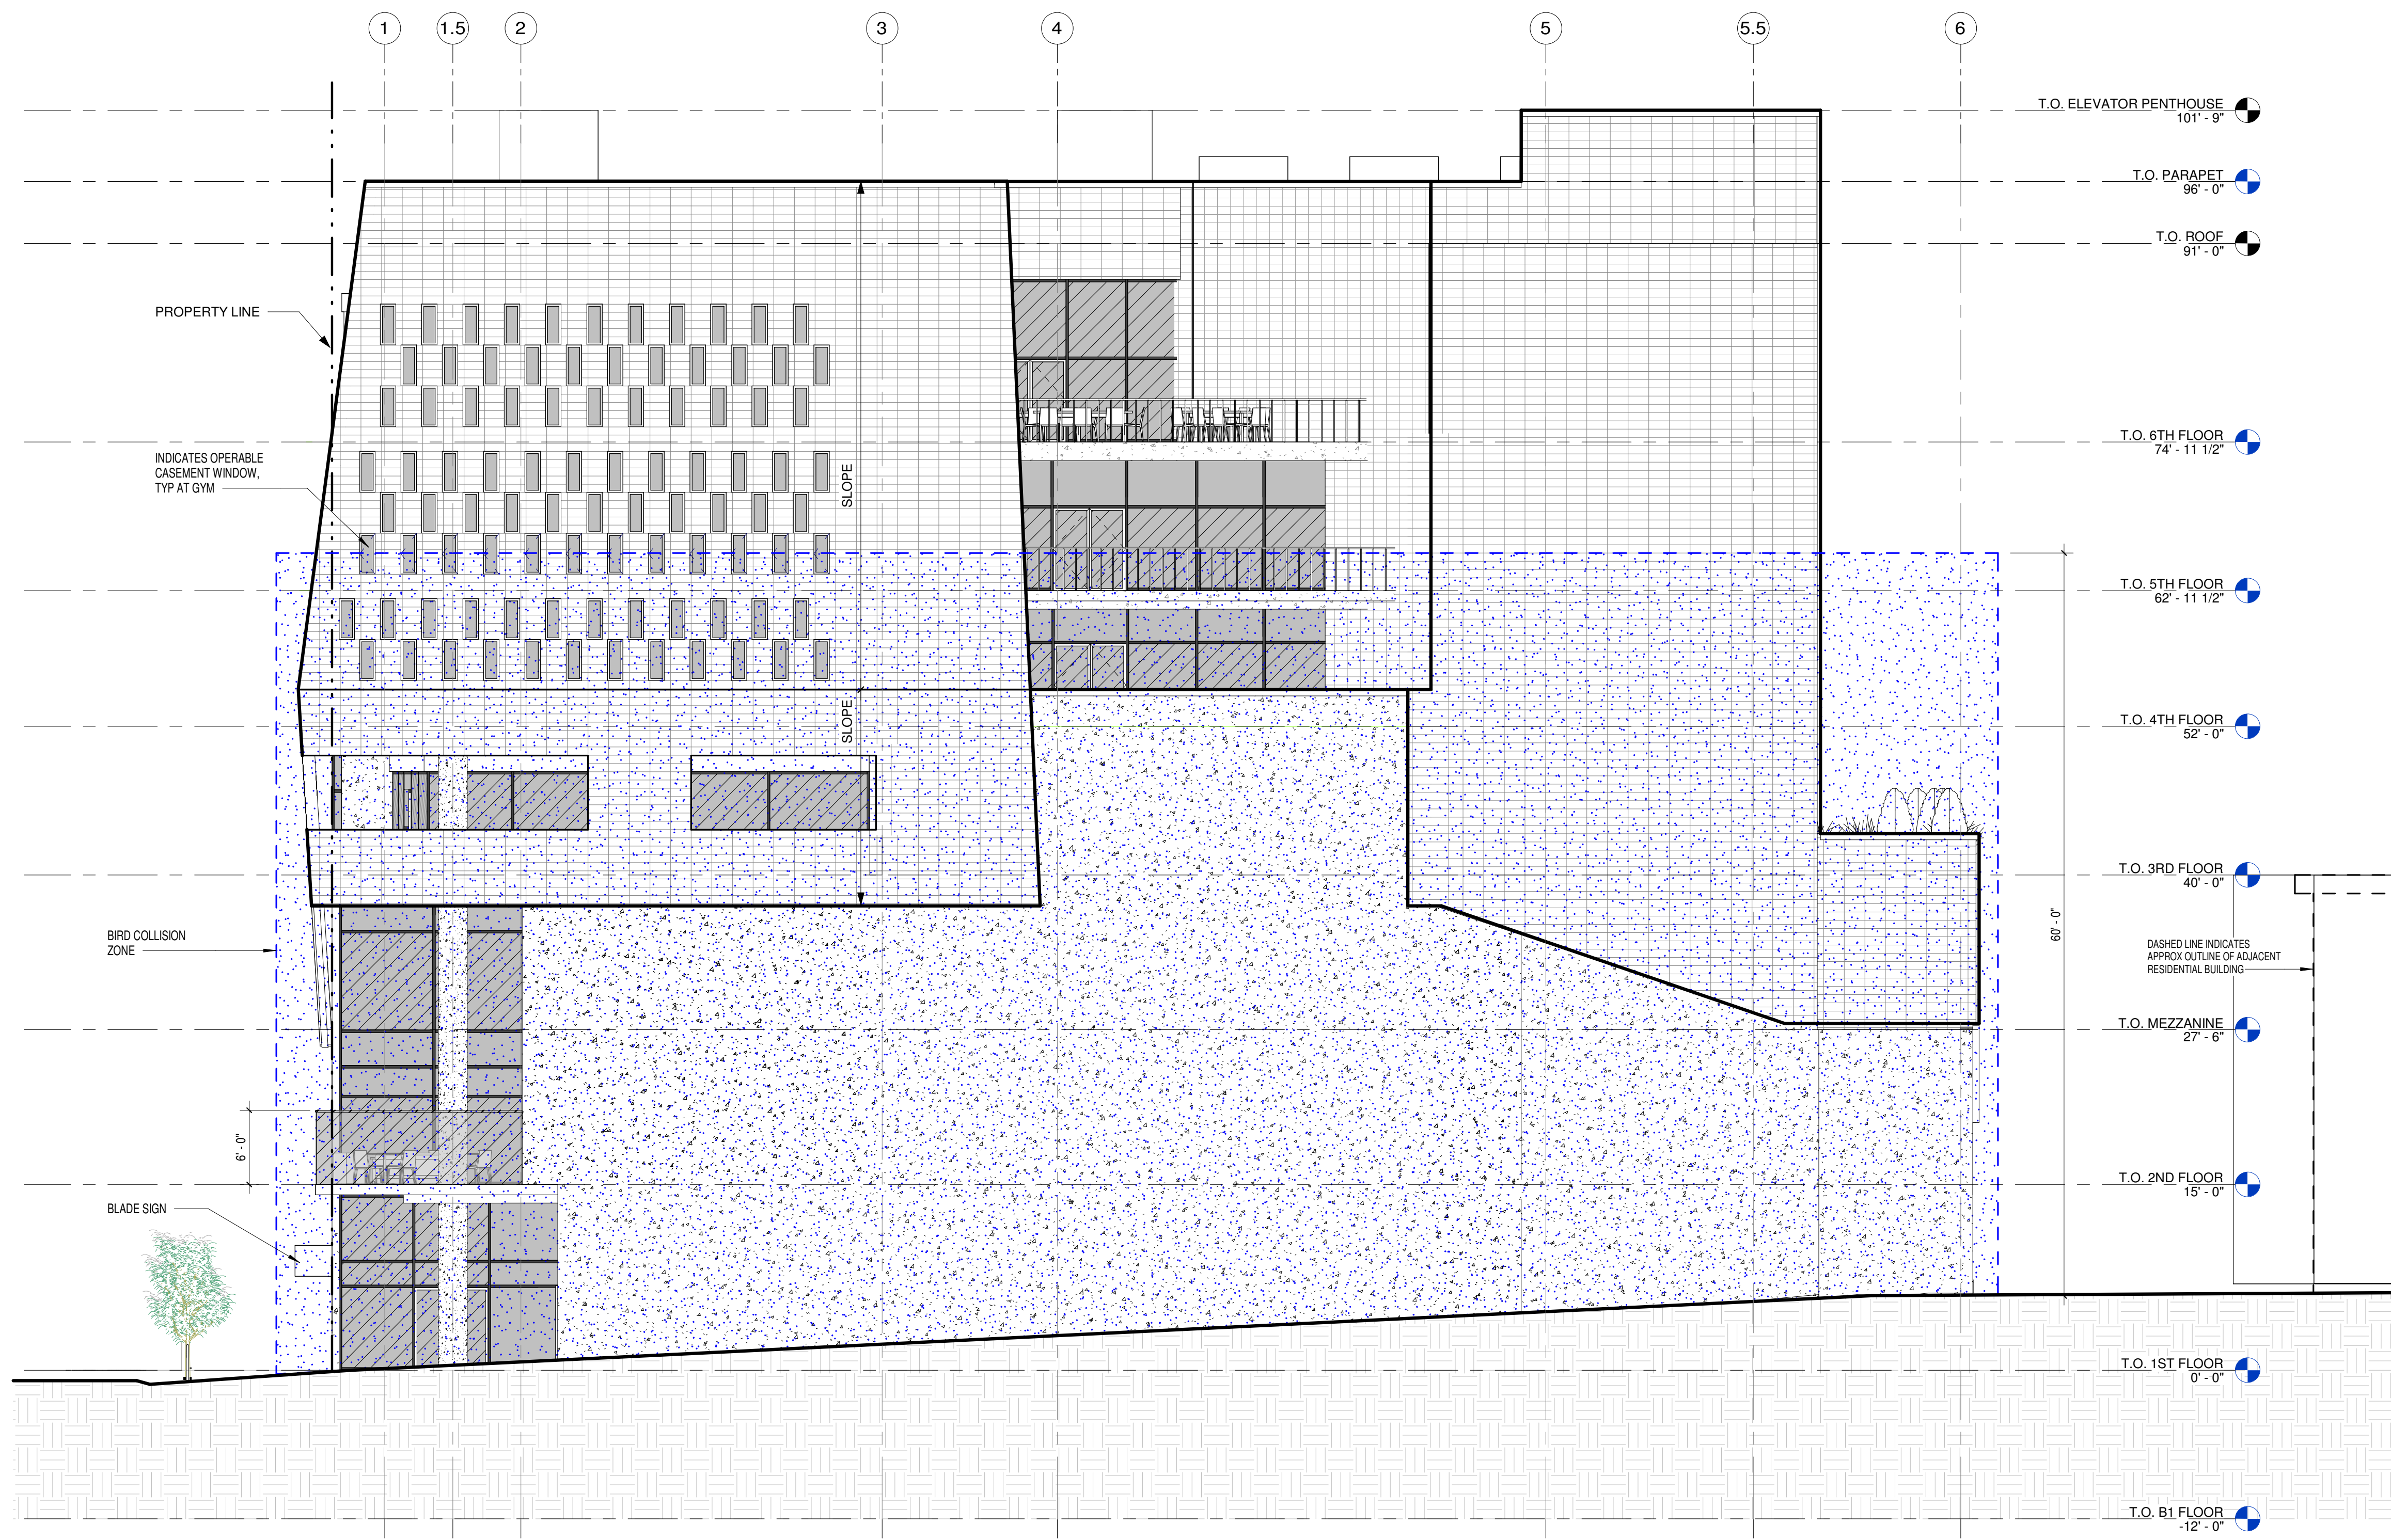 1
1.5
2
3
4
5
5.5
6
T.O. ELEVATOR PENTHOUSE
101' - 9"
T.O. PARAPET
96' - 0"
T.O. ROOF
91' - 0"
PROPERTY LINE
T.O. 6TH FLOOR
74' - 11 1/2"
INDICATES OPERABLE
CASEMENT WINDOW,
TYP AT GYM
SLOPE
T.O. 5TH FLOOR
62' - 11 1/2"
SLOPE
T.O. 4TH FLOOR
52' - 0"
T.O. 3RD FLOOR
40' - 0"
60' - 0"
BIRD COLLISION
ZONE
DASHED LINE INDICATES
APPROX OUTLINE OF ADJACENT
RESIDENTIAL BUILDING
T.O. MEZZANINE
27' - 6"
6' - 0"
T.O. 2ND FLOOR
15' - 0"
BLADE SIGN
T.O. 1ST FLOOR
0' - 0"
T.O. B1 FLOOR
-12' - 0"